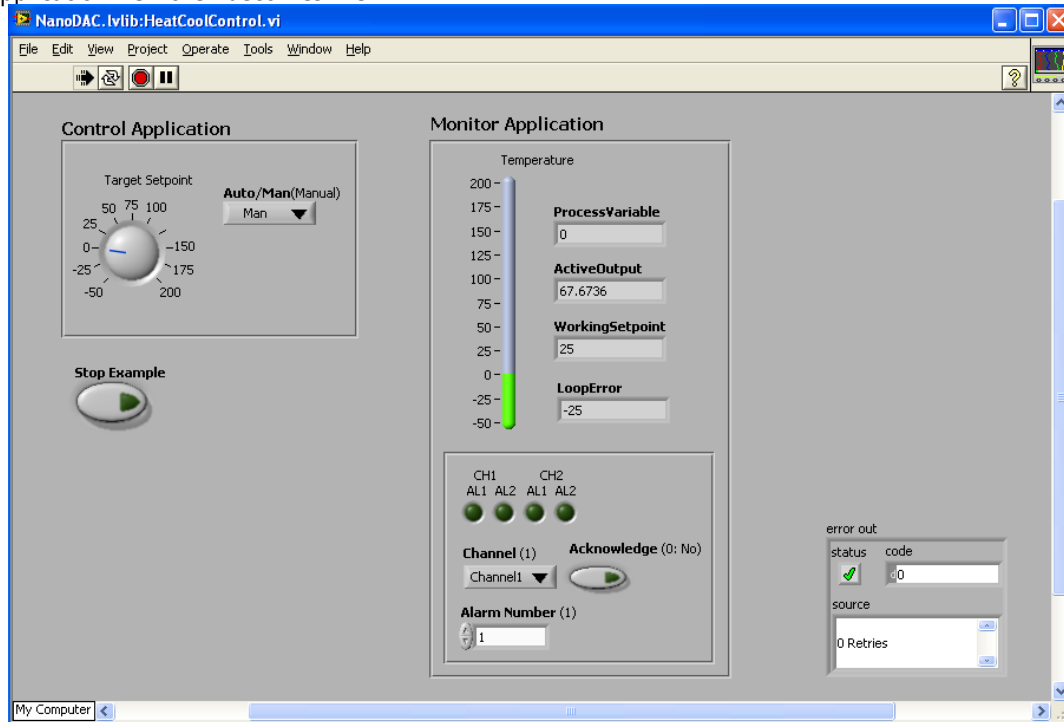 NanoDAC.lvlib:HeatCoolControl.vi
File Edit View Project Operate Tools Window Help
Control Application
Target Setpoint
Auto/Man(Manual)
Man
50 75 100
25
0
150
-25
175
-50
200
Stop Example
Monitor Application
Temperature
200
175
150
125
100
75
50
25
0
-25
-50
ProcessVariable
0
ActiveOutput
67.6736
WorkingSetpoint
25
LoopError
-25
CH1 CH2
AL1 AL2 AL1 AL2
Channel (1)
Channel1
Acknowledge (0: No)
Alarm Number (1)
1
error out
status code
d0
source
0 Retries
My Computer